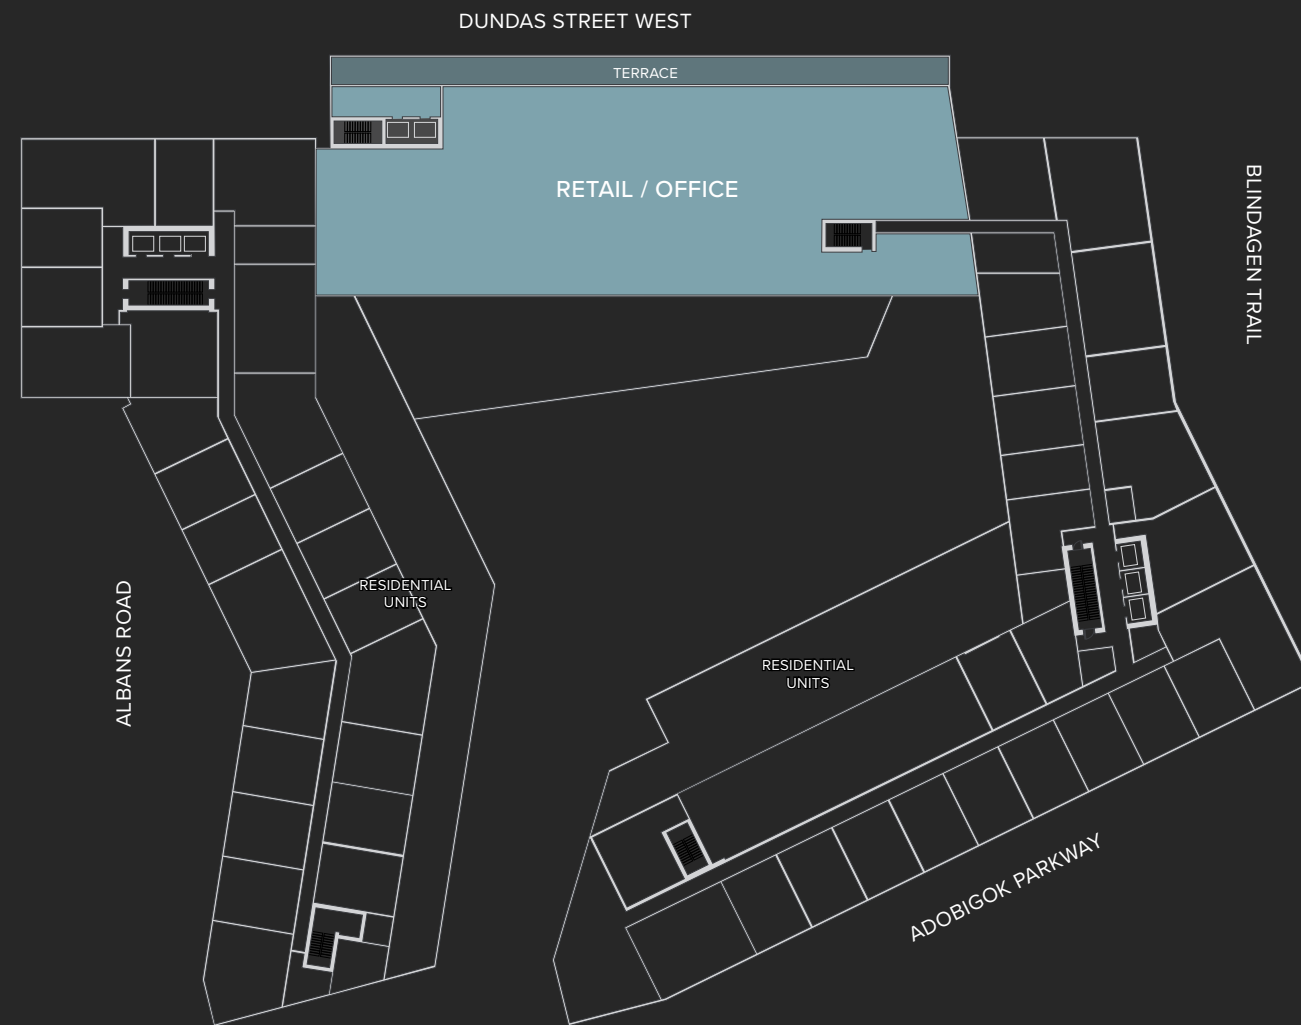 DUNDAS STREET WEST
TERRACE
RETAIL / OFFICE
BLINDAGEN TRAIL
ALBANS ROAD
RESIDENTIAL
UNITS
RESIDENTIAL
UNITS
ADOBIGOK PARKWAY